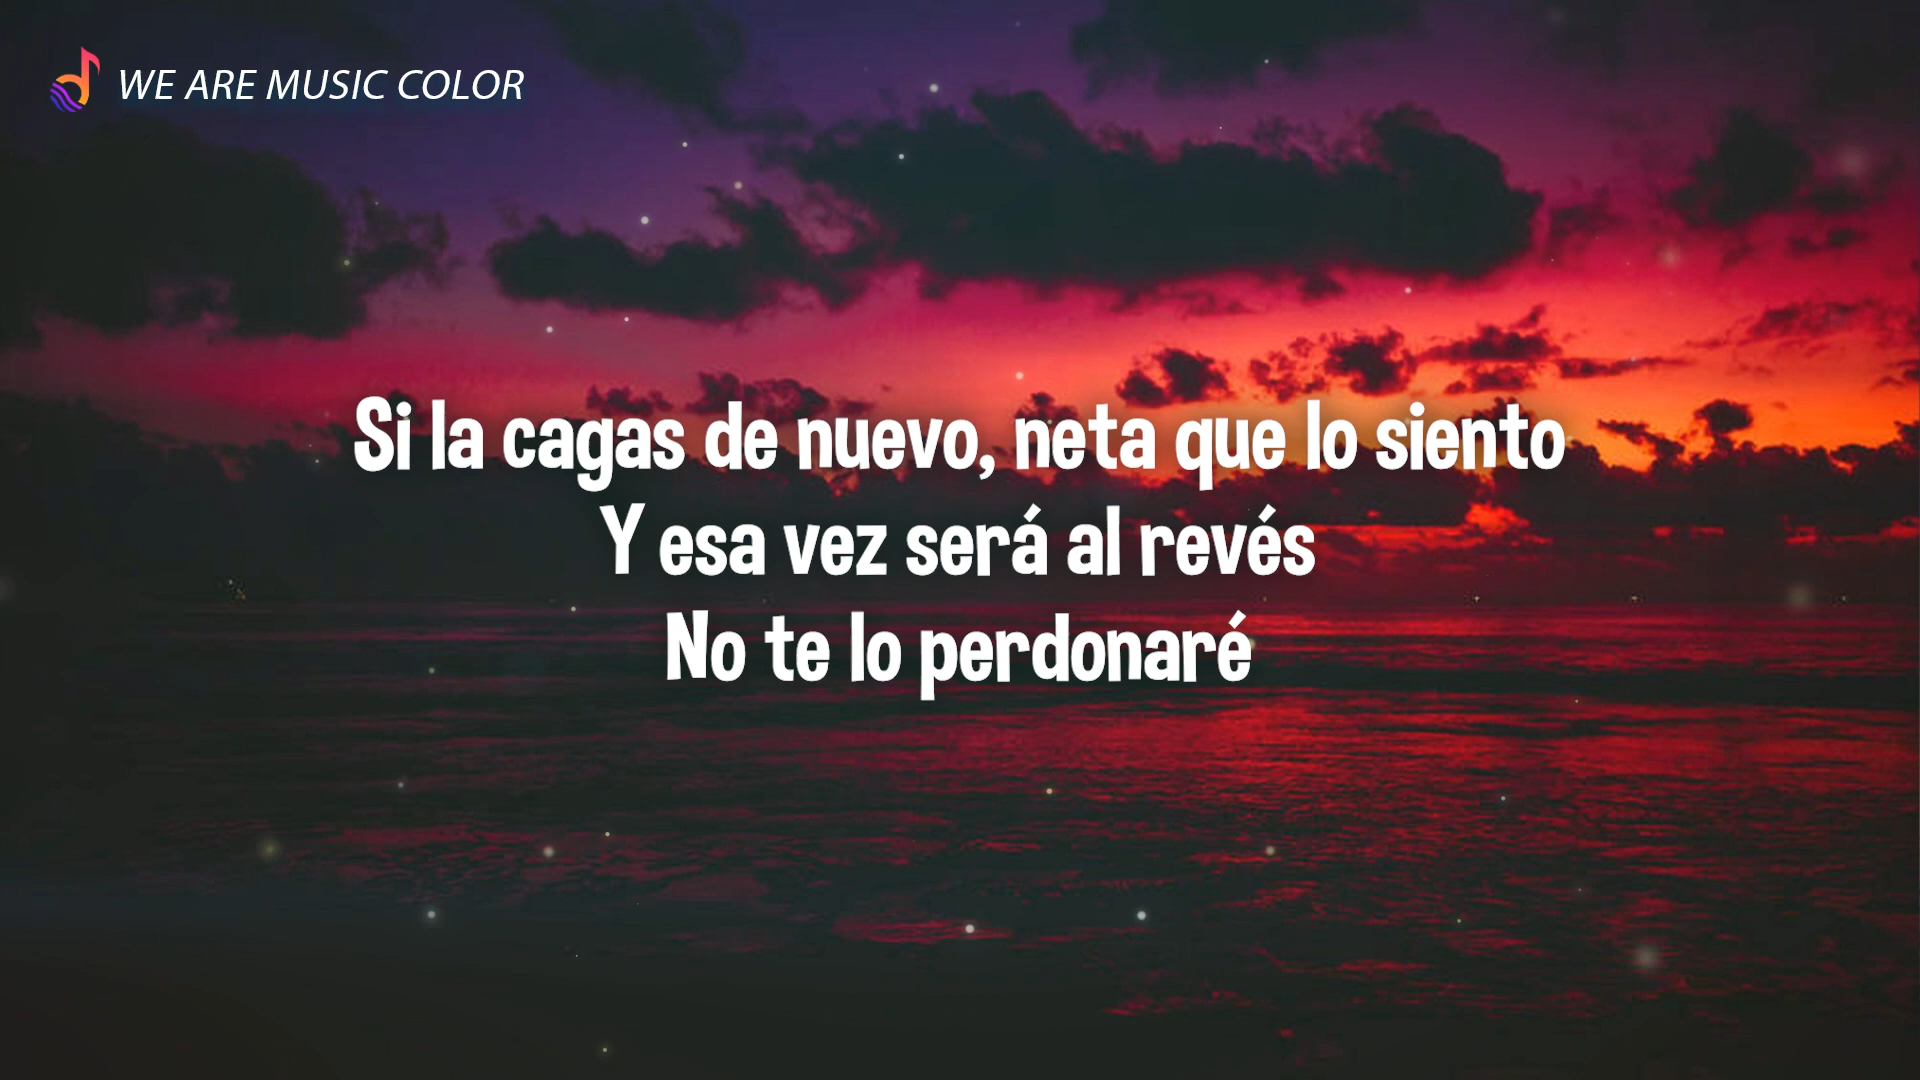 WE ARE MUSIC COLOR
Si la cagas de nuevo, neta que lo siento
Y esa vez será al revés
No te lo perdonaré